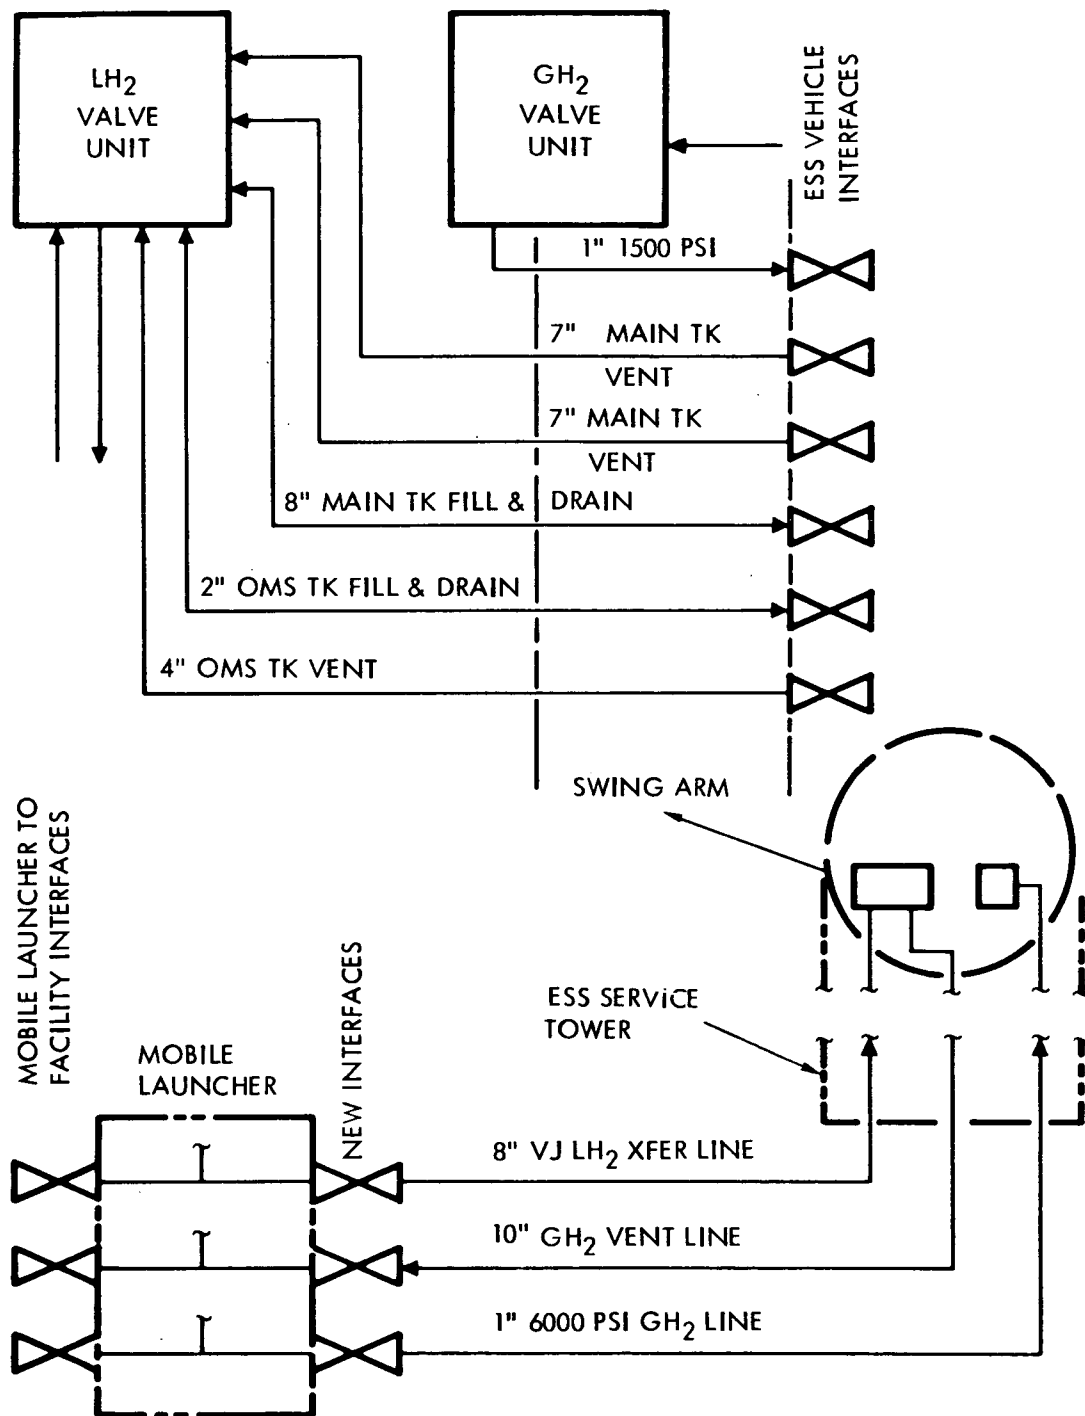 LH2
VALVE
UNIT
GH2
VALVE
UNIT
ESS VEHICLE
INTERFACES
1" 1500 PSI
7" MAIN TK
VENT
7" MAIN TK
VENT
8" MAIN TK FILL & DRAIN
2" OMS TK FILL & DRAIN
4" OMS TK VENT
SWING ARM
MOBILE LAUNCHER TO
FACILITY INTERFACES
MOBILE
LAUNCHER
NEW INTERFACES
ESS SERVICE
TOWER
8" VJ LH2 XFER LINE
10" GH2 VENT LINE
1" 6000 PSI GH2 LINE